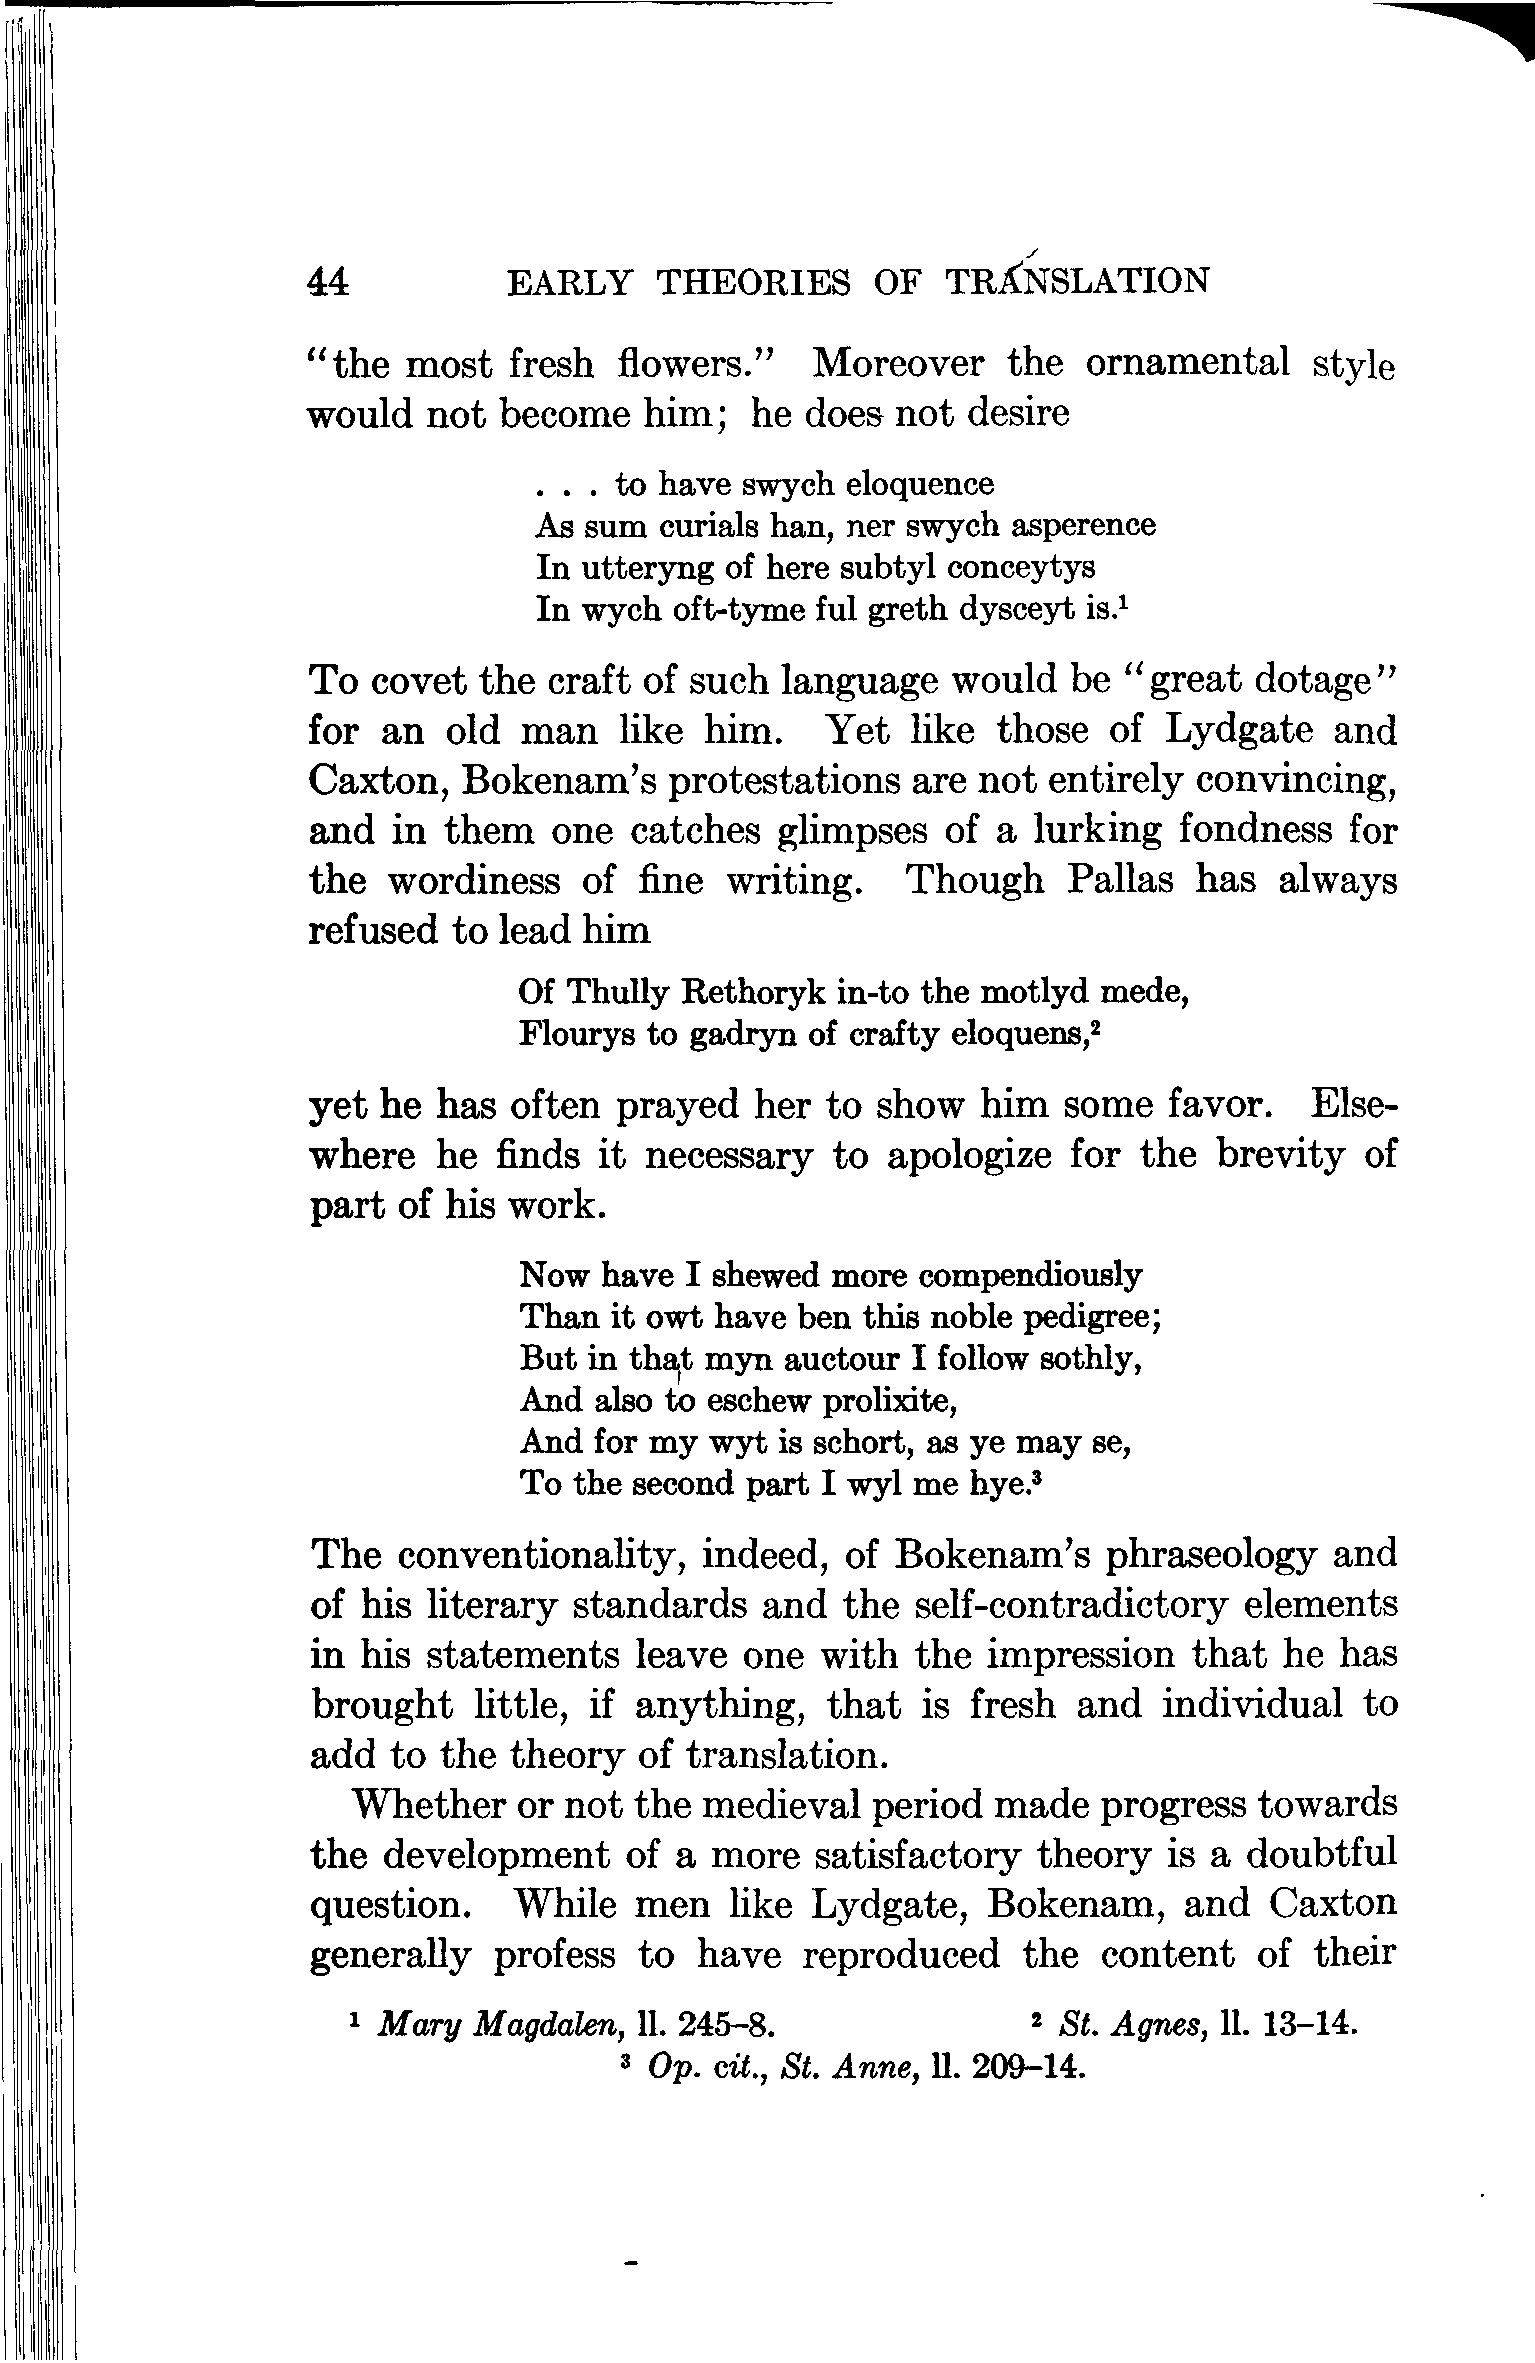 44 EARLY THEORIES OF TRANSLATION
“the most fresh flowers.” Moreover the ornamental style
would not become him; he does not desire
. . . to have swych eloquence
As sum curials han, ner swych asperence
In utteryng of here subtyl conceytys
In wych oft-tyme ful greth dysceyt is.¹
To covet the craft of such language would be “great dotage”
for an old man like him. Yet like those of Lydgate and
Caxton, Bokenam’s protestations are not entirely convincing,
and in them one catches glimpses of a lurking fondness for
the wordiness of fine writing. Though Pallas has always
refused to lead him
Of Thully Rethoryk in-to the motlyd mede,
Flourys to gadryn of crafty eloquens,²
yet he has often prayed her to show him some favor. Else-
where he finds it necessary to apologize for the brevity of
part of his work.
Now have I shewed more compendiously
Than it owt have ben this noble pedigree;
But in that myn auctour I follow sothly,
And also to eschew prolixite,
And for my wyt is schort, as ye may se,
To the second part I wyl me hye.³
The conventionality, indeed, of Bokenam’s phraseology and
of his literary standards and the self-contradictory elements
in his statements leave one with the impression that he has
brought little, if anything, that is fresh and individual to
add to the theory of translation.
Whether or not the medieval period made progress towards
the development of a more satisfactory theory is a doubtful
question. While men like Lydgate, Bokenam, and Caxton
generally profess to have reproduced the content of their
¹ Mary Magdalen, ll. 245–8. ² St. Agnes, ll. 13–14.
³ Op. cit., St. Anne, ll. 209–14.